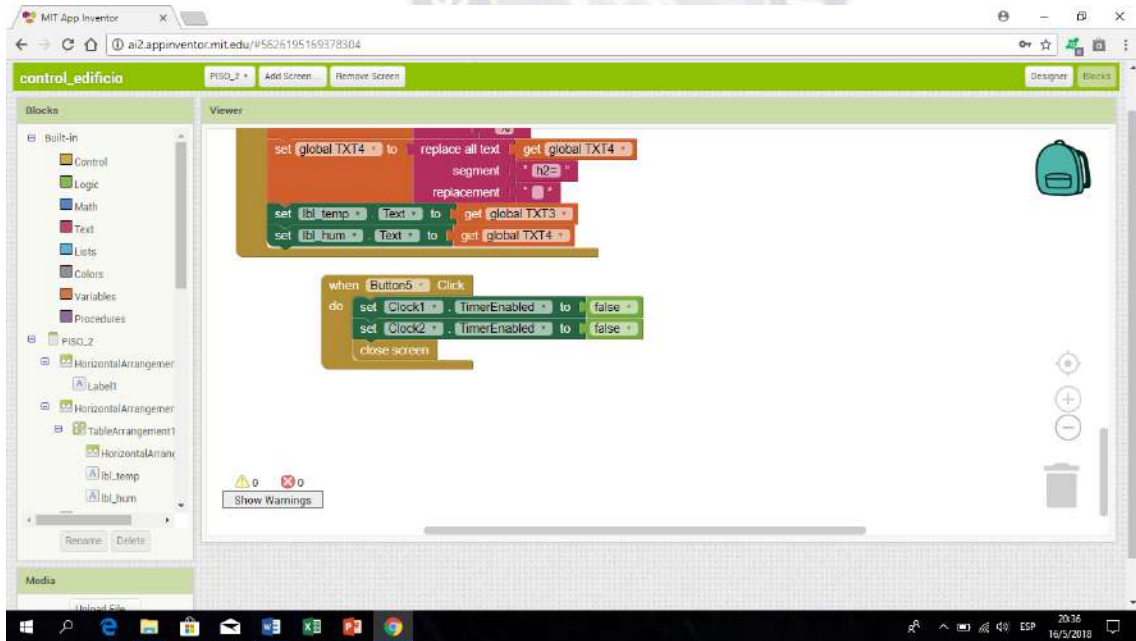 MIT App Inventor
ai2.appinventor.mit.edu/#5626195169378304
control_edificio
PISO_2
Add Screen ...
Remove Screen
Designer
Blocks
Blocks
Viewer
Built-in
Control
Logic
Math
Text
Lists
Colors
Variables
Procedures
PISO_2
HorizontalArrangemer
Label1
HorizontalArrangemer
TableArrangement1
HorizontalArrang
lbl_temp
lbl_hum
Rename Delete
Media
Upload File
set global TXT4 to replace all text get global TXT4
segment " h2= "
replacement " "
set lbl_temp . Text to get global TXT3
set lbl_hum . Text to get global TXT4
when Button5 . Click
do set Clock1 . TimerEnabled to false
set Clock2 . TimerEnabled to false
close screen
0 0
Show Warnings
ESP
20:36
16/5/2018